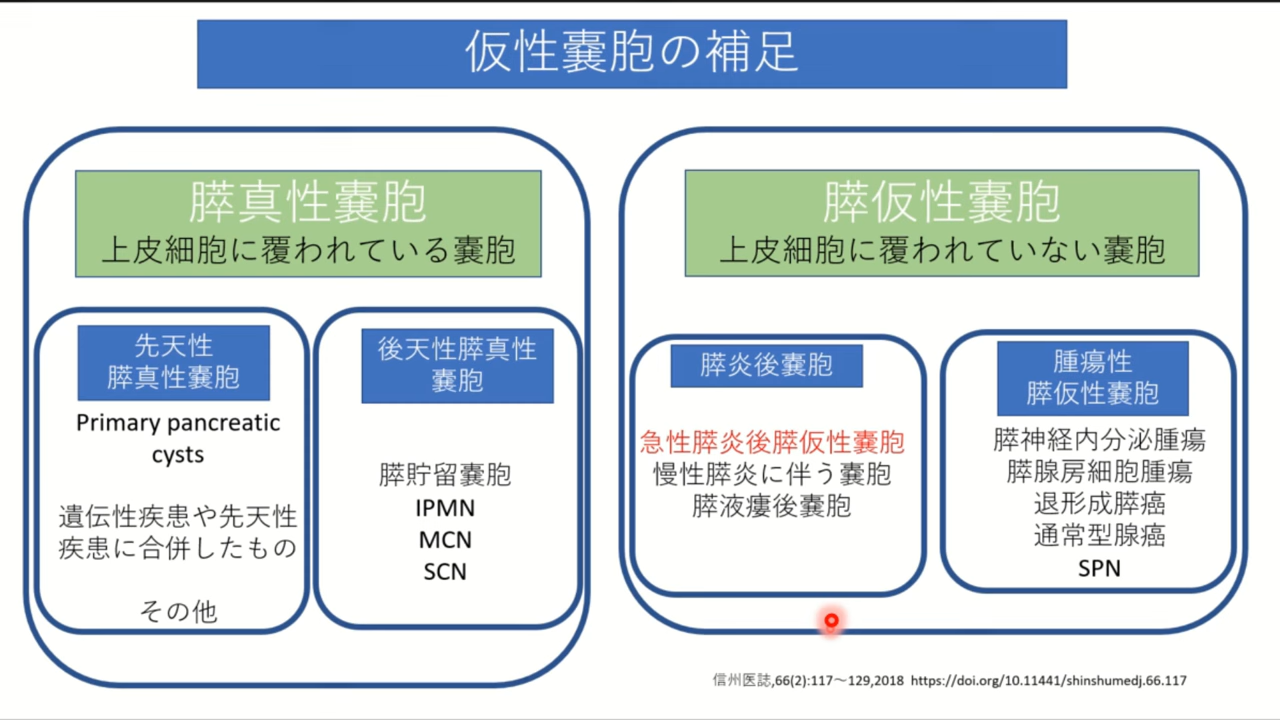 仮性嚢胞の補足
膵真性嚢胞
上皮細胞に覆われている嚢胞
先天性
膵真性嚢胞
Primary pancreatic
cysts
遺伝性疾患や先天性
疾患に合併したもの
その他
後天性膵真性
嚢胞
膵貯留嚢胞
IPMN
MCN
SCN
膵仮性嚢胞
上皮細胞に覆われていない嚢胞
膵炎後嚢胞
急性膵炎後膵仮性嚢胞
慢性膵炎に伴う嚢胞
膵液瘻後嚢胞
腫瘍性
膵仮性嚢胞
膵神経内分泌腫瘍
膵腺房細胞腫瘍
退形成膵癌
通常型腺癌
SPN
信州医誌,66(2):117～129,2018 https://doi.org/10.11441/shinshumedj.66.117